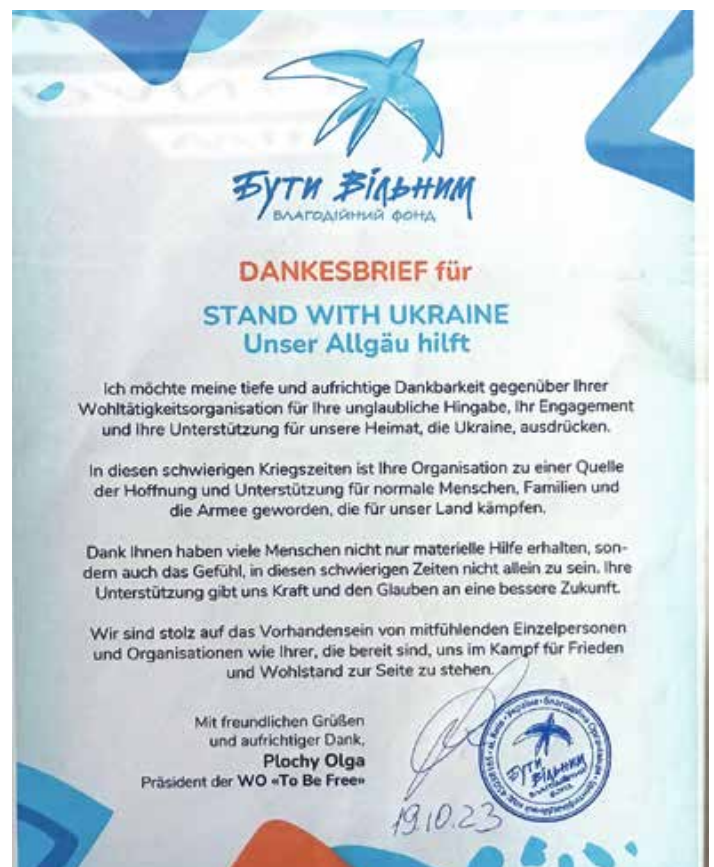 Бути Вільним
БЛАГОДІЙНИЙ ФОНД
DANKESBRIEF für
STAND WITH UKRAINE
Unser Allgäu hilft
Ich möchte meine tiefe und aufrichtige Dankbarkeit gegenüber Ihrer
Wohltätigkeitsorganisation für Ihre unglaubliche Hingabe, Ihr Engagement
und Ihre Unterstützung für unsere Heimat, die Ukraine, ausdrücken.
In diesen schwierigen Kriegszeiten ist Ihre Organisation zu einer Quelle
der Hoffnung und Unterstützung für normale Menschen, Familien und
die Armee geworden, die für unser Land kämpfen.
Dank Ihnen haben viele Menschen nicht nur materielle Hilfe erhalten, son-
dern auch das Gefühl, in diesen schwierigen Zeiten nicht allein zu sein. Ihre
Unterstützung gibt uns Kraft und den Glauben an eine bessere Zukunft.
Wir sind stolz auf das Vorhandensein von mitfühlenden Einzelpersonen
und Organisationen wie Ihrer, die bereit sind, uns im Kampf für Frieden
und Wohlstand zur Seite zu stehen.
Mit freundlichen Grüßen
und aufrichtiger Dank,
Plochy Olga
Präsident der WO «To Be Free»
19.10.23
Бути
Вільним
БЛАГОДІЙНИЙ
ФОНД